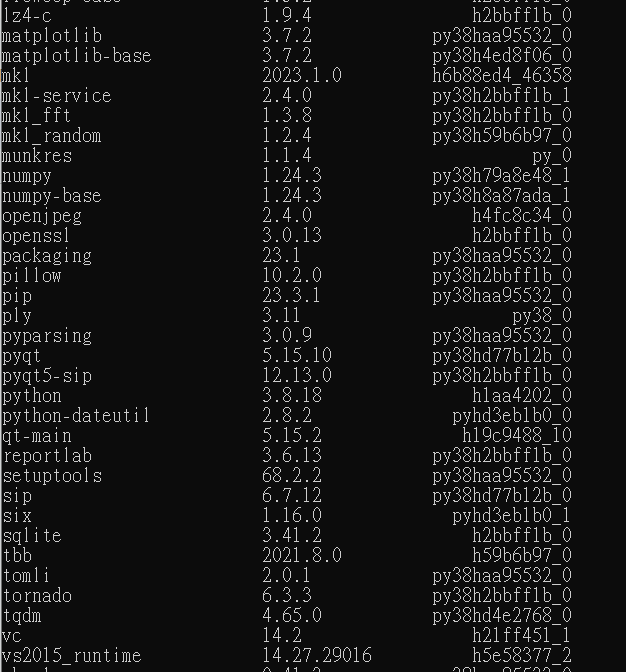 lz4-c 1.9.4 h2bbff1b_0
matplotlib 3.7.2 py38haa95532_0
matplotlib-base 3.7.2 py38h4ed8f06_0
mkl 2023.1.0 h6b88ed4_46358
mkl-service 2.4.0 py38h2bbff1b_1
mkl_fft 1.3.8 py38h2bbff1b_0
mkl_random 1.2.4 py38h59b6b97_0
munkres 1.1.4 py_0
numpy 1.24.3 py38h79a8e48_1
numpy-base 1.24.3 py38h8a87ada_1
openjpeg 2.4.0 h4fc8c34_0
openssl 3.0.13 h2bbff1b_0
packaging 23.1 py38haa95532_0
pillow 10.2.0 py38h2bbff1b_0
pip 23.3.1 py38haa95532_0
ply 3.11 py38_0
pyparsing 3.0.9 py38haa95532_0
pyqt 5.15.10 py38hd77b12b_0
pyqt5-sip 12.13.0 py38h2bbff1b_0
python 3.8.18 h1aa4202_0
python-dateutil 2.8.2 pyhd3eb1b0_0
qt-main 5.15.2 h19c9488_10
reportlab 3.6.13 py38h2bbff1b_0
setuptools 68.2.2 py38haa95532_0
sip 6.7.12 py38hd77b12b_0
six 1.16.0 pyhd3eb1b0_1
sqlite 3.41.2 h2bbff1b_0
tbb 2021.8.0 h59b6b97_0
tomli 2.0.1 py38haa95532_0
tornado 6.3.3 py38h2bbff1b_0
tqdm 4.65.0 py38hd4e2768_0
vc 14.2 h21ff451_1
vs2015_runtime 14.27.29016 h5e58377_2